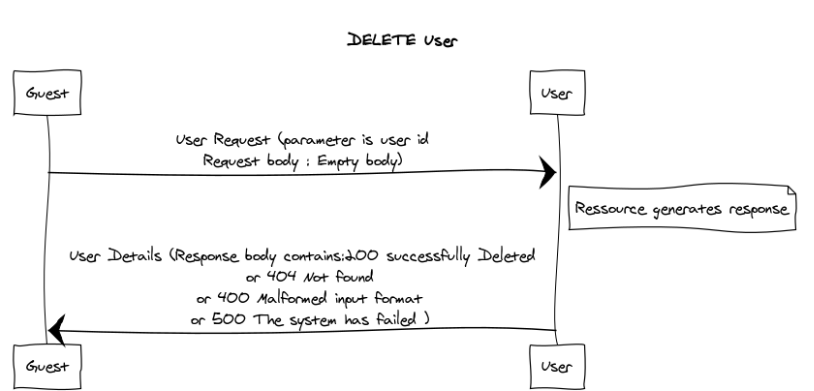 DELETE User
Guest
User
User Request (parameter is user id
Request body : Empty body)
Ressource generates response
User Details (Response body contains:200 successfully Deleted
or 404 Not found
or 400 Malformed input format
or 500 The system has failed )
Guest
User